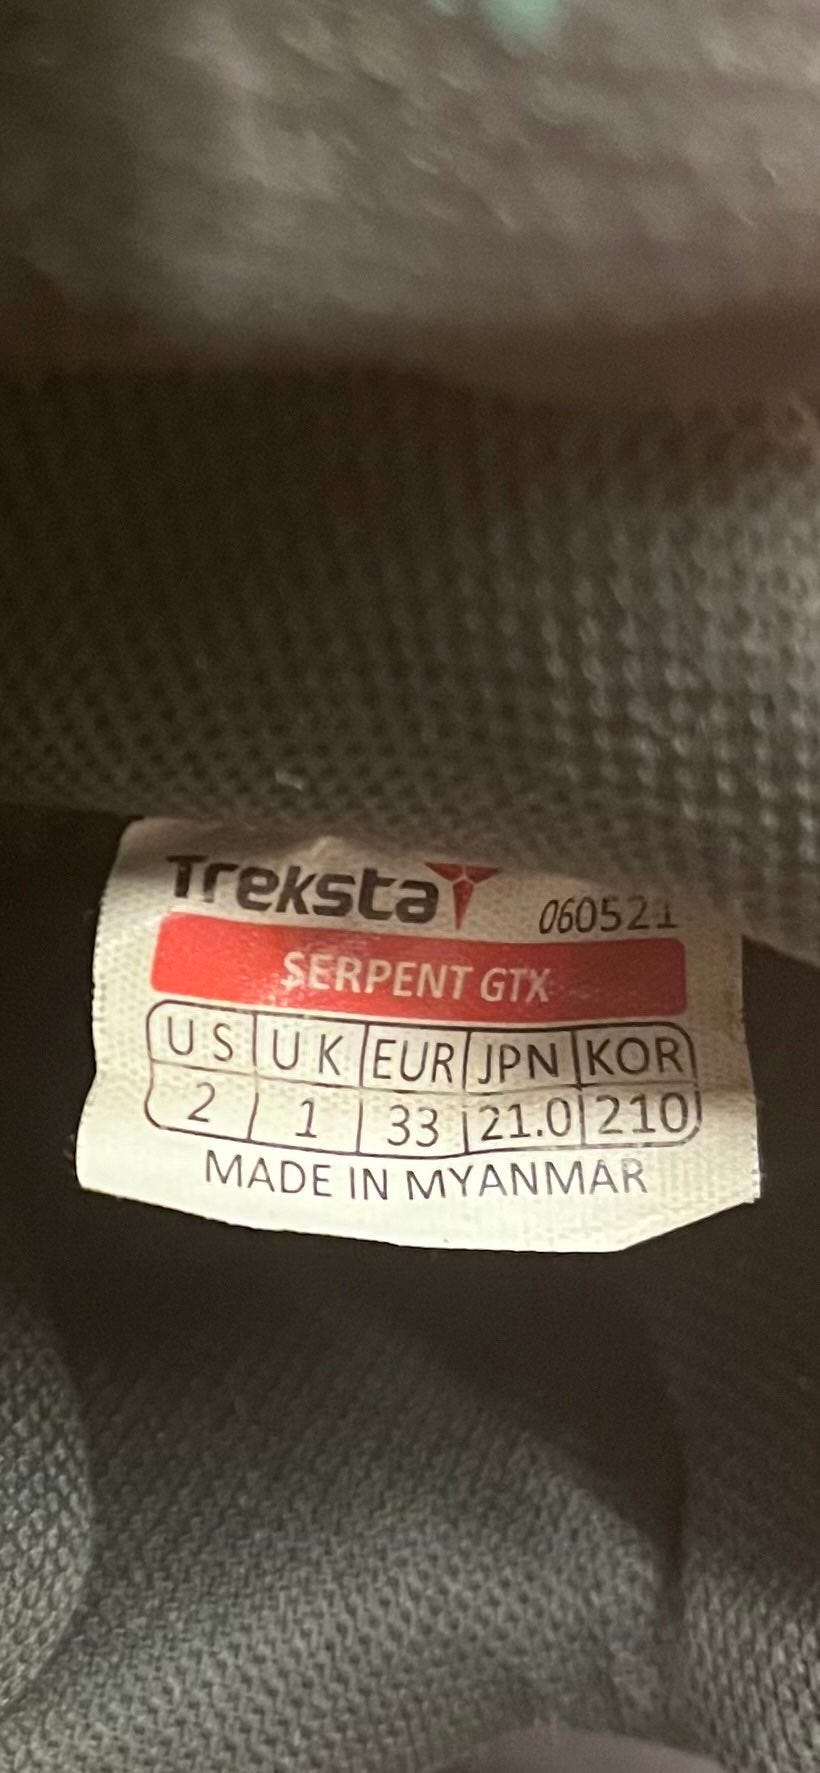 Treksta 060521
SERPENT GTX
US UK EUR JPN KOR
2 1 33 21.0 210
MADE IN MYANMAR